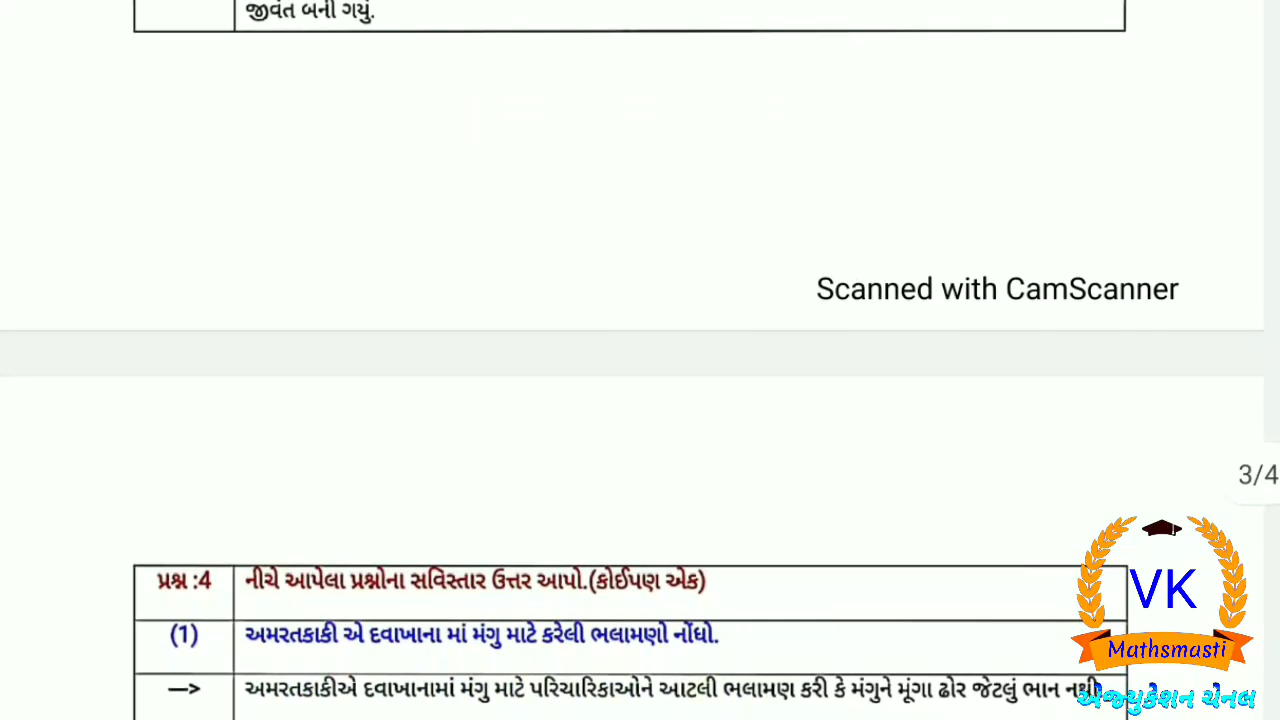 જીવંત બની ગયું.
Scanned with CamScanner
3/4
પ્રશ્ન :4 નીચે આપેલા પ્રશ્નોના સવિસ્તાર ઉત્તર આપો.(કોઈપણ એક)
(1) અમરતકાકી એ દવાખાના માં મંગુ માટે કરેલી ભલામણો નોંધો.
—> અમરતકાકીએ દવાખાનામાં મંગુ માટે પરિચારિકાઓને આટલી ભલામણ કરી કે મંગુને મૂંગા ઢોર જેટલું ભાન નથી
VK
Mathsmasti
એજ્યુકેશન ચેનલ